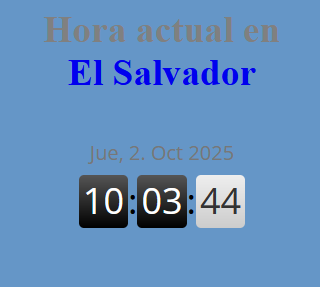 Hora actual en
El Salvador
Jue, 2. Oct 2025
10:03:44